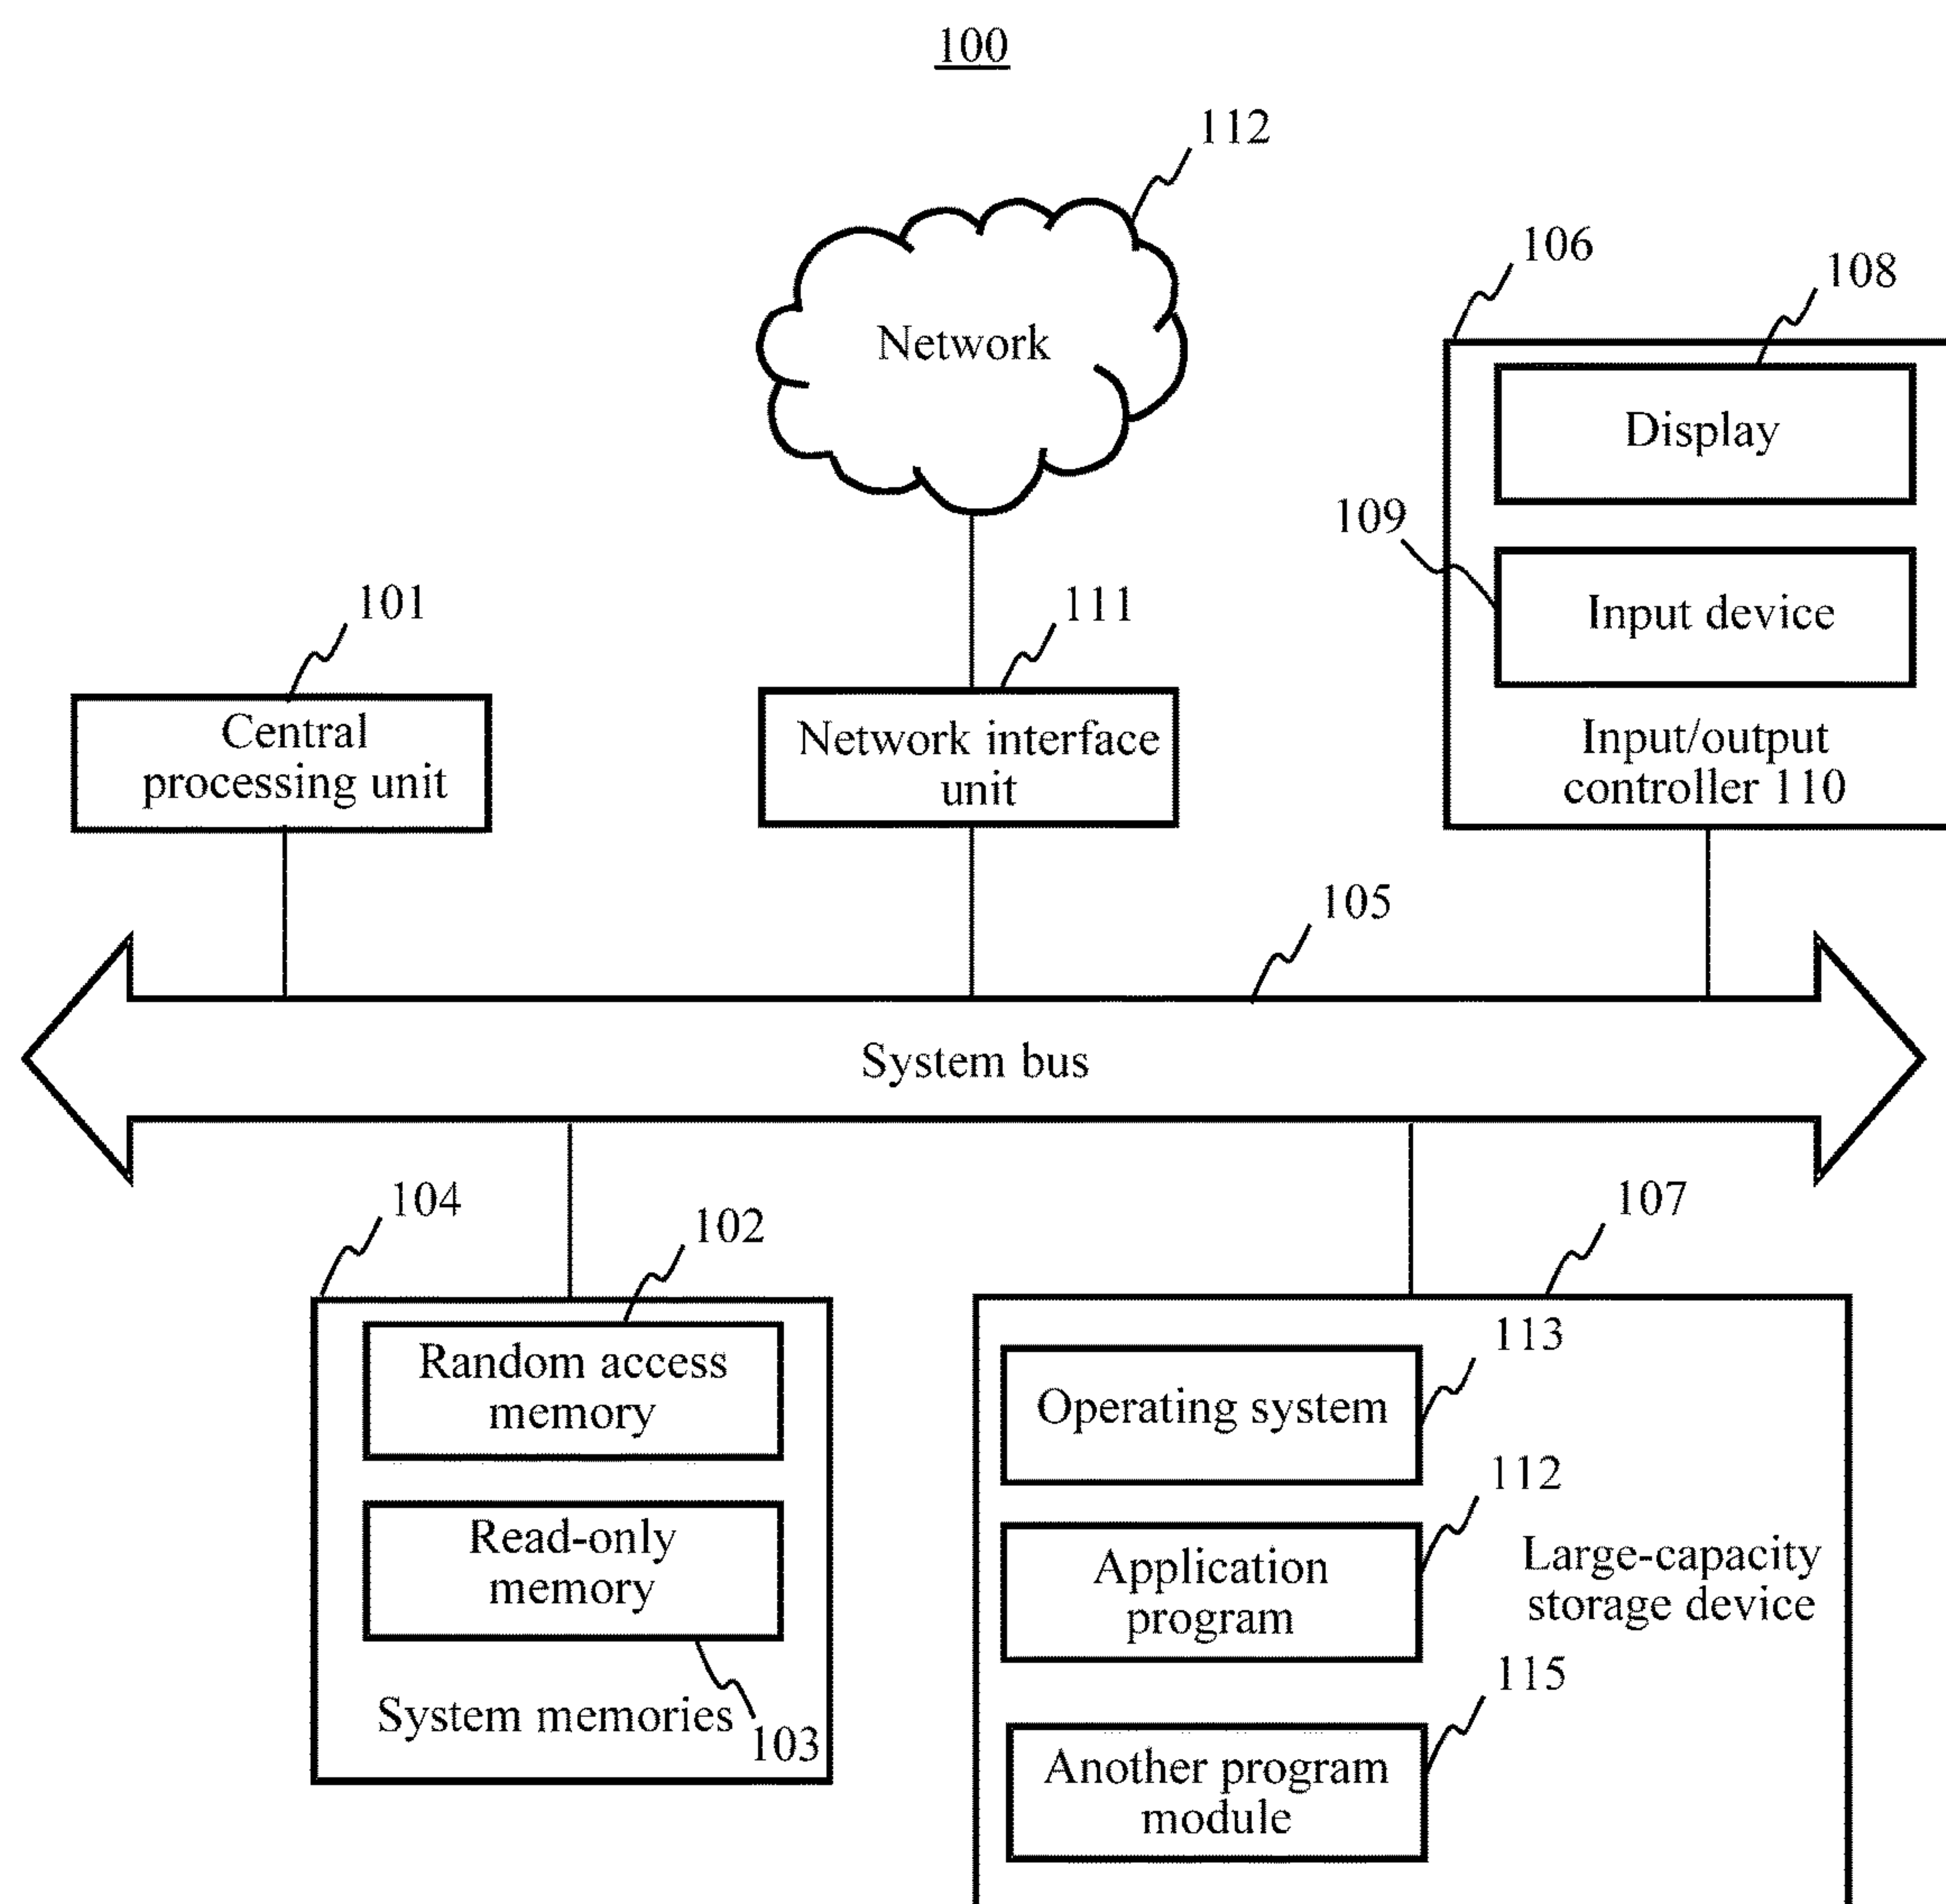 100
112
Network
106
108
Display
109
Input device
Input/output
controller 110
101
Central
processing unit
111
Network interface
unit
105
System bus
104
102
Random access
memory
Read-only
memory
System memories
103
107
113
Operating system
112
Application
program
Large-capacity
storage device
115
Another program
module